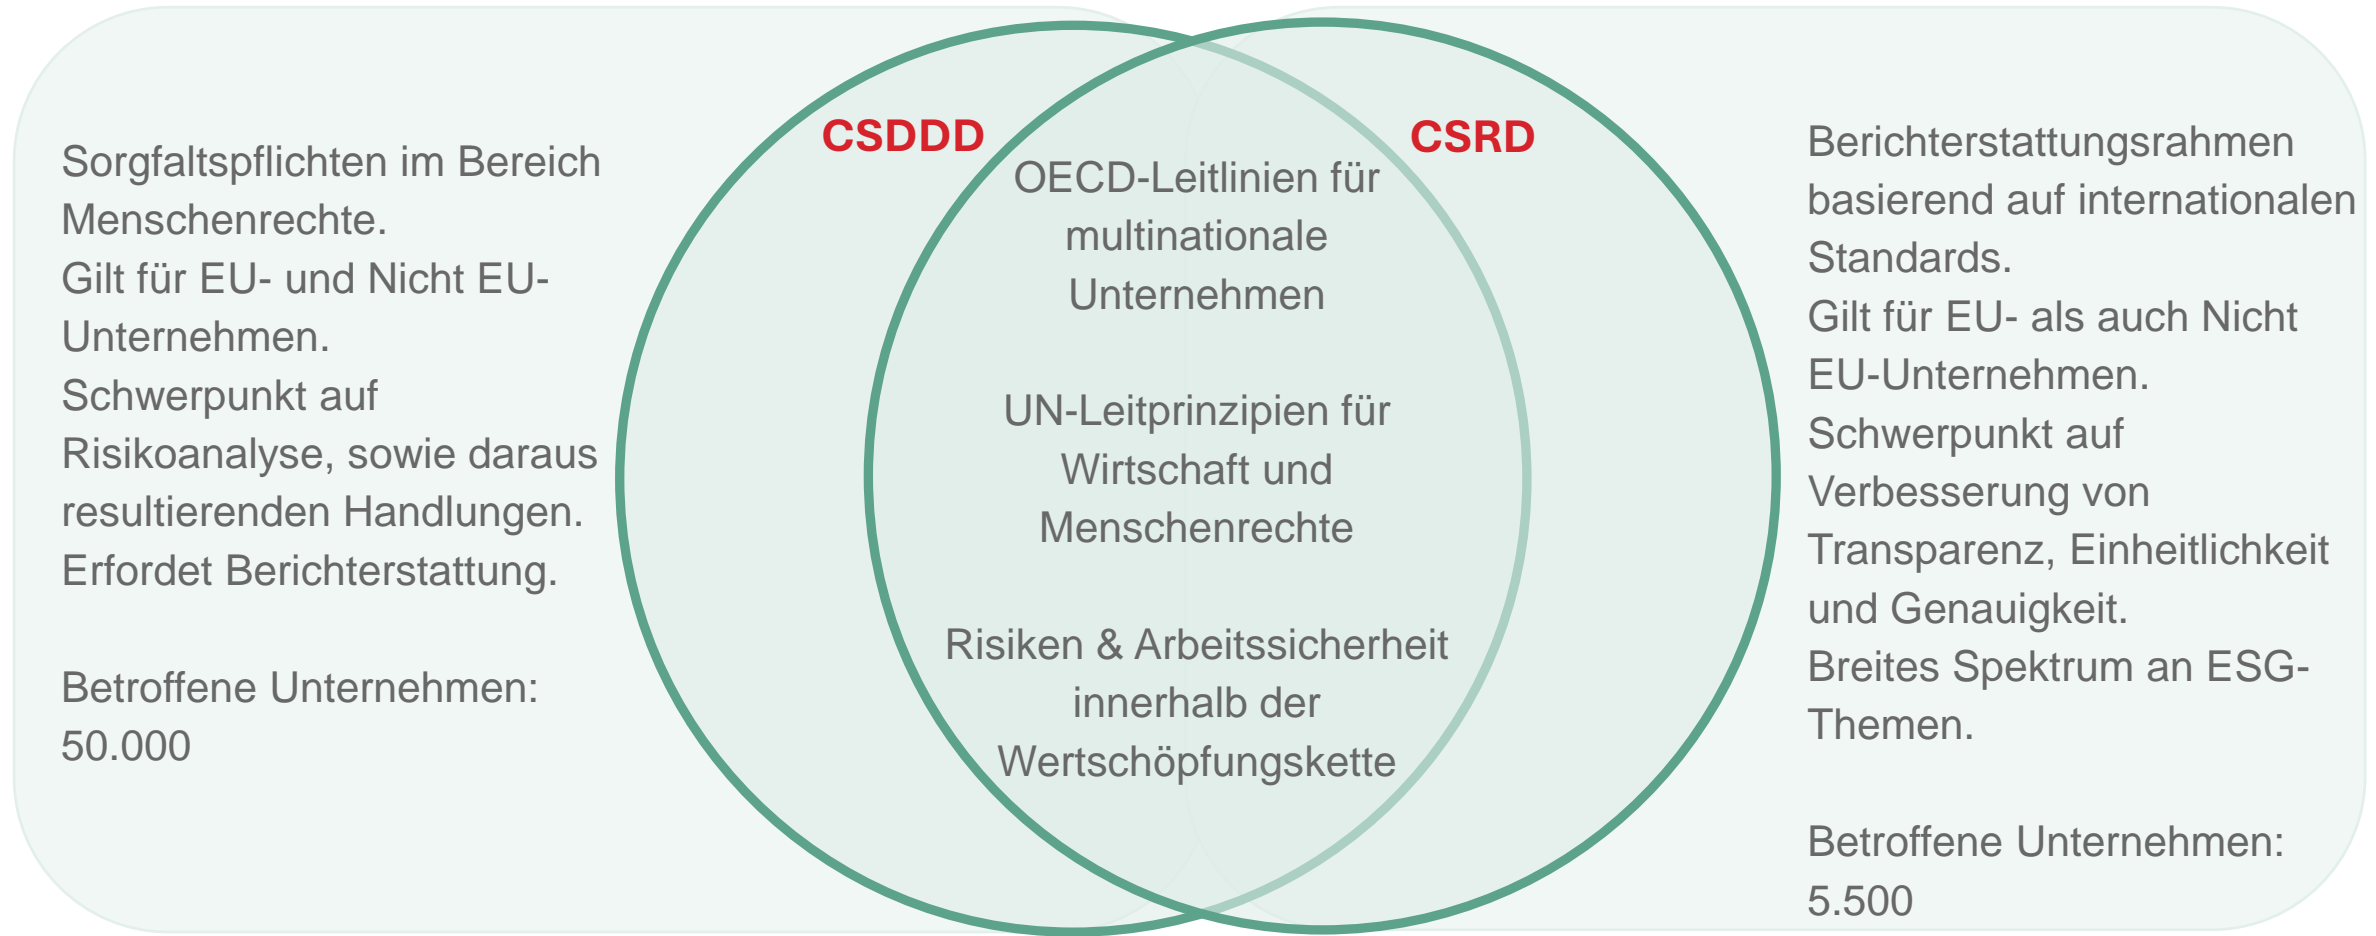 Sorgfaltspflichten im Bereich
Menschenrechte.
Gilt für EU- und Nicht EU-
Unternehmen.
Schwerpunkt auf
Risikoanalyse, sowie daraus
resultierenden Handlungen.
Erfordet Berichterstattung.
Betroffene Unternehmen:
50.000
CSDDD
CSRD
OECD-Leitlinien für
multinationale
Unternehmen
UN-Leitprinzipien für
Wirtschaft und
Menschenrechte
Risiken & Arbeitssicherheit
innerhalb der
Wertschöpfungskette
Berichterstattungsrahmen
basierend auf internationalen
Standards.
Gilt für EU- als auch Nicht
EU-Unternehmen.
Schwerpunkt auf
Verbesserung von
Transparenz, Einheitlichkeit
und Genauigkeit.
Breites Spektrum an ESG-
Themen.
Betroffene Unternehmen:
5.500